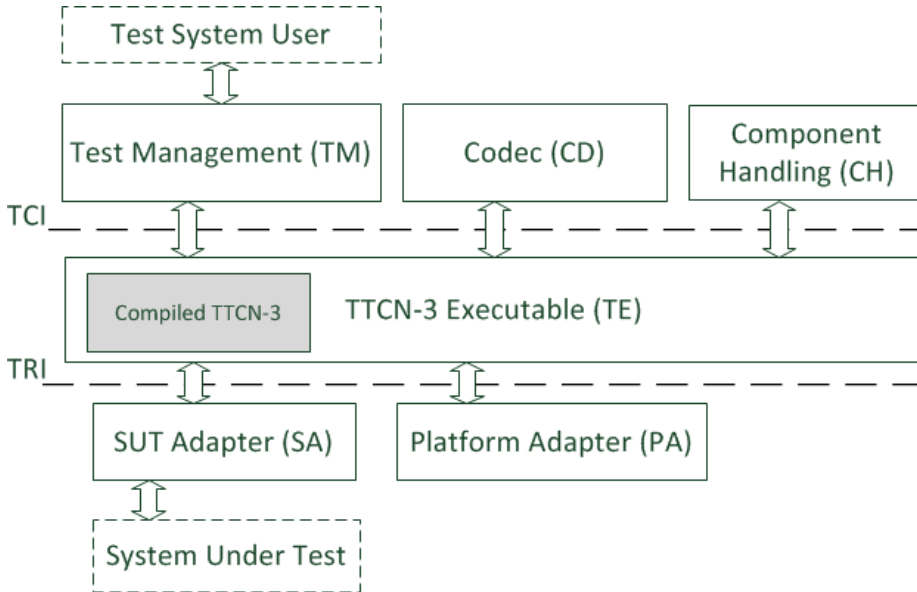 Test System User
Test Management (TM)
Codec (CD)
Component
Handling (CH)
TCI
Compiled TTCN-3
TTCN-3 Executable (TE)
TRI
SUT Adapter (SA)
Platform Adapter (PA)
System Under Test